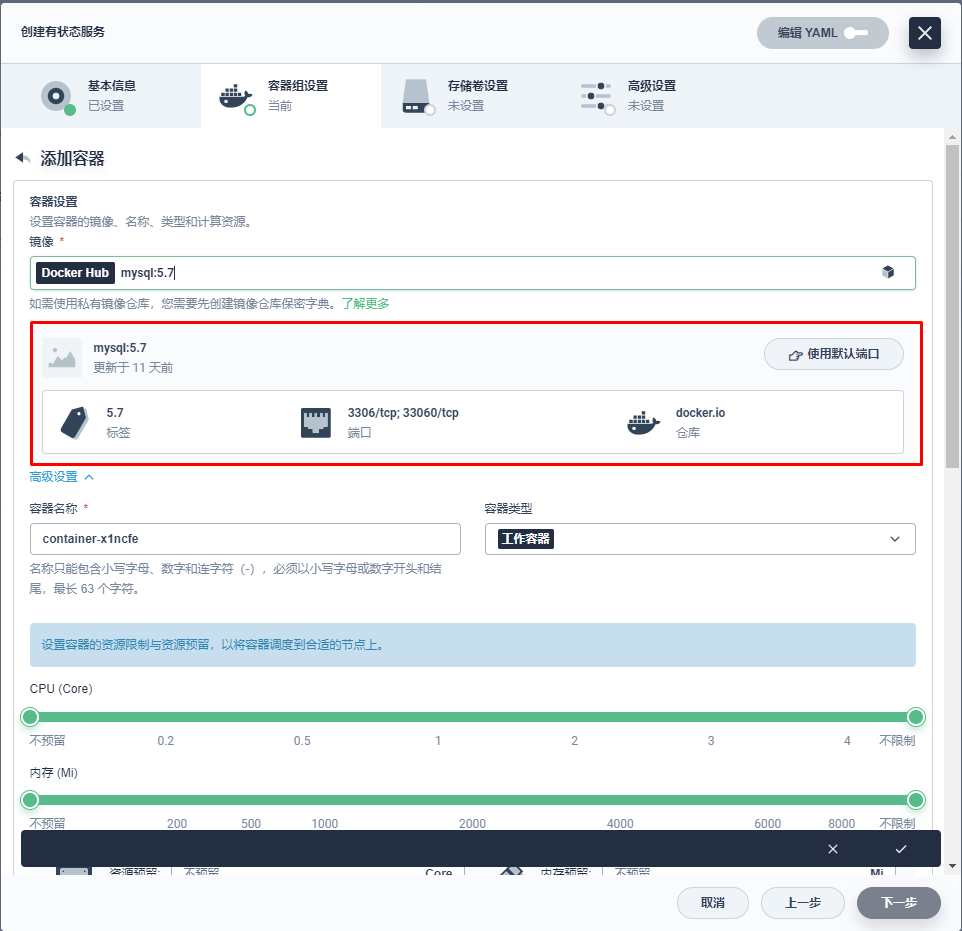 创建有状态服务
编辑 YAML
基本信息
已设置
容器组设置
当前
存储卷设置
未设置
高级设置
未设置
添加容器
容器设置
设置容器的镜像、名称、类型和计算资源。
镜像 *
Docker Hub mysql:5.7
如需使用私有镜像仓库，您需要先创建镜像仓库保密字典。了解更多
mysql:5.7
更新于 11 天前
使用默认端口
5.7
标签
3306/tcp; 33060/tcp
端口
docker.io
仓库
高级设置
容器名称 *
container-x1ncfe
名称只能包含小写字母、数字和连字符（-），必须以小写字母或数字开头和结
尾，最长 63 个字符。
容器类型
工作容器
设置容器的资源限制与资源预留，以将容器调度到合适的节点上。
CPU (Core)
不预留 0.2 0.5 1 2 3 4 不限制
内存 (Mi)
不预留 200 500 1000 2000 4000 6000 8000 不限制
资源预留: 不预留 Core 内存预留: 不预留 Mi
取消
上一步
下一步